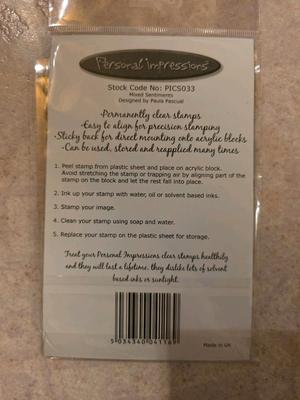 Personal Impressions
Stock Code No: PICS033
Mixed Sentiments
Designed by Paula Pascual
•Permanently clear stamps
•Easy to align for precision stamping
•Sticky back for direct mounting onto acrylic blocks
•Can be used, stored and reapplied many times
1. Peel stamp from plastic sheet and place on acrylic block.
Avoid stretching the stamp or trapping air by aligning part of
the stamp on the block and let the rest fall into place.
2. Ink up your stamp with water, oil or solvent based inks.
3. Stamp your image.
4. Clean your stamp using soap and water.
5. Replace your stamp on the plastic sheet for storage.
Treat your Personal Impressions clear stamps healthily
and they will last a lifetime, they dislike lots of solvent
based inks or sunlight.
5 034340 041169
Made in UK